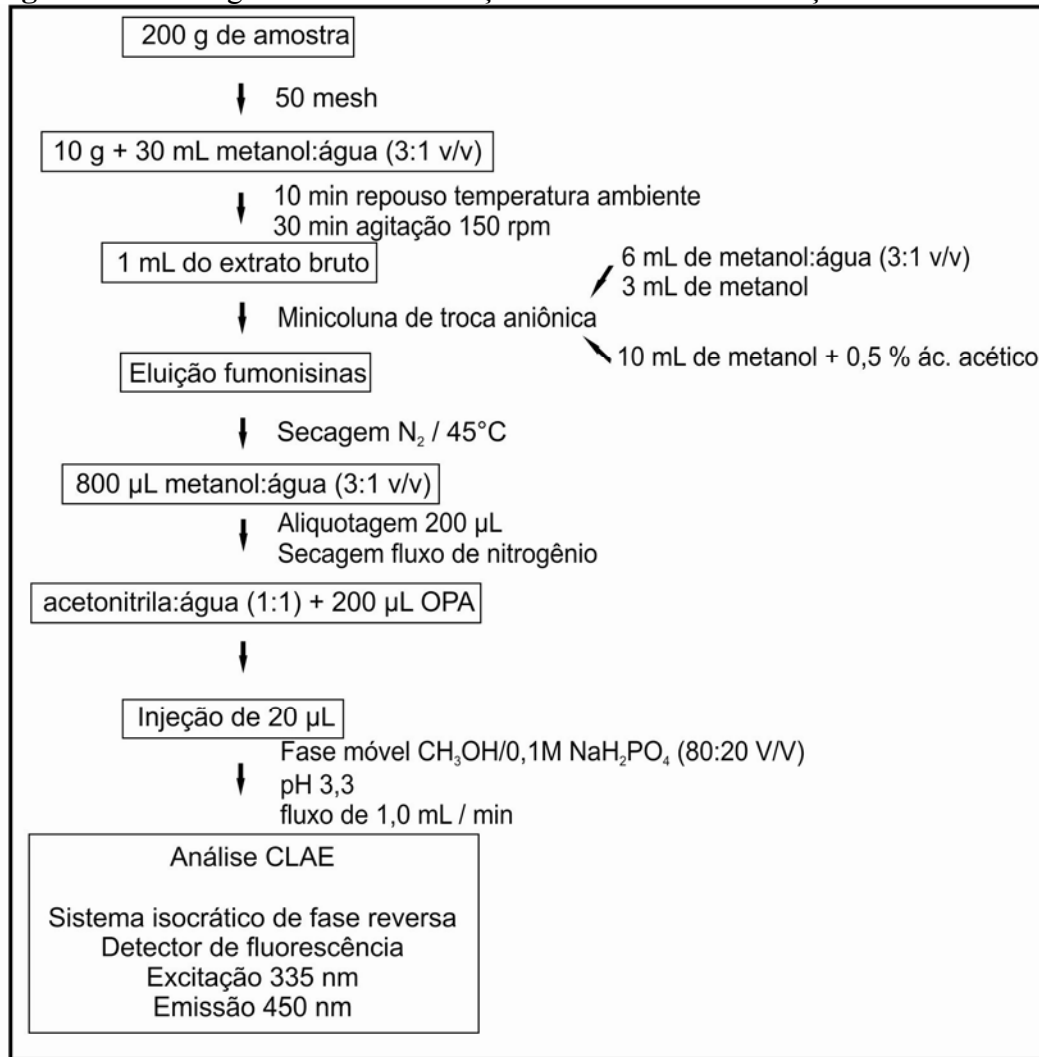 200 g de amostra
50 mesh
10 g + 30 mL metanol:água (3:1 v/v)
10 min repouso temperatura ambiente
30 min agitação 150 rpm
1 mL do extrato bruto
6 mL de metanol:água (3:1 v/v)
3 mL de metanol
Minicoluna de troca aniônica
10 mL de metanol + 0,5 % ác. acético
Eluição fumonisinas
Secagem N₂ / 45°C
800 µL metanol:água (3:1 v/v)
Aliquotagem 200 µL
Secagem fluxo de nitrogênio
acetonitrila:água (1:1) + 200 µL OPA
Injeção de 20 µL
Fase móvel CH₃OH/0,1M NaH₂PO₄ (80:20 V/V)
pH 3,3
fluxo de 1,0 mL / min
Análise CLAE
Sistema isocrático de fase reversa
Detector de fluorescência
Excitação 335 nm
Emissão 450 nm